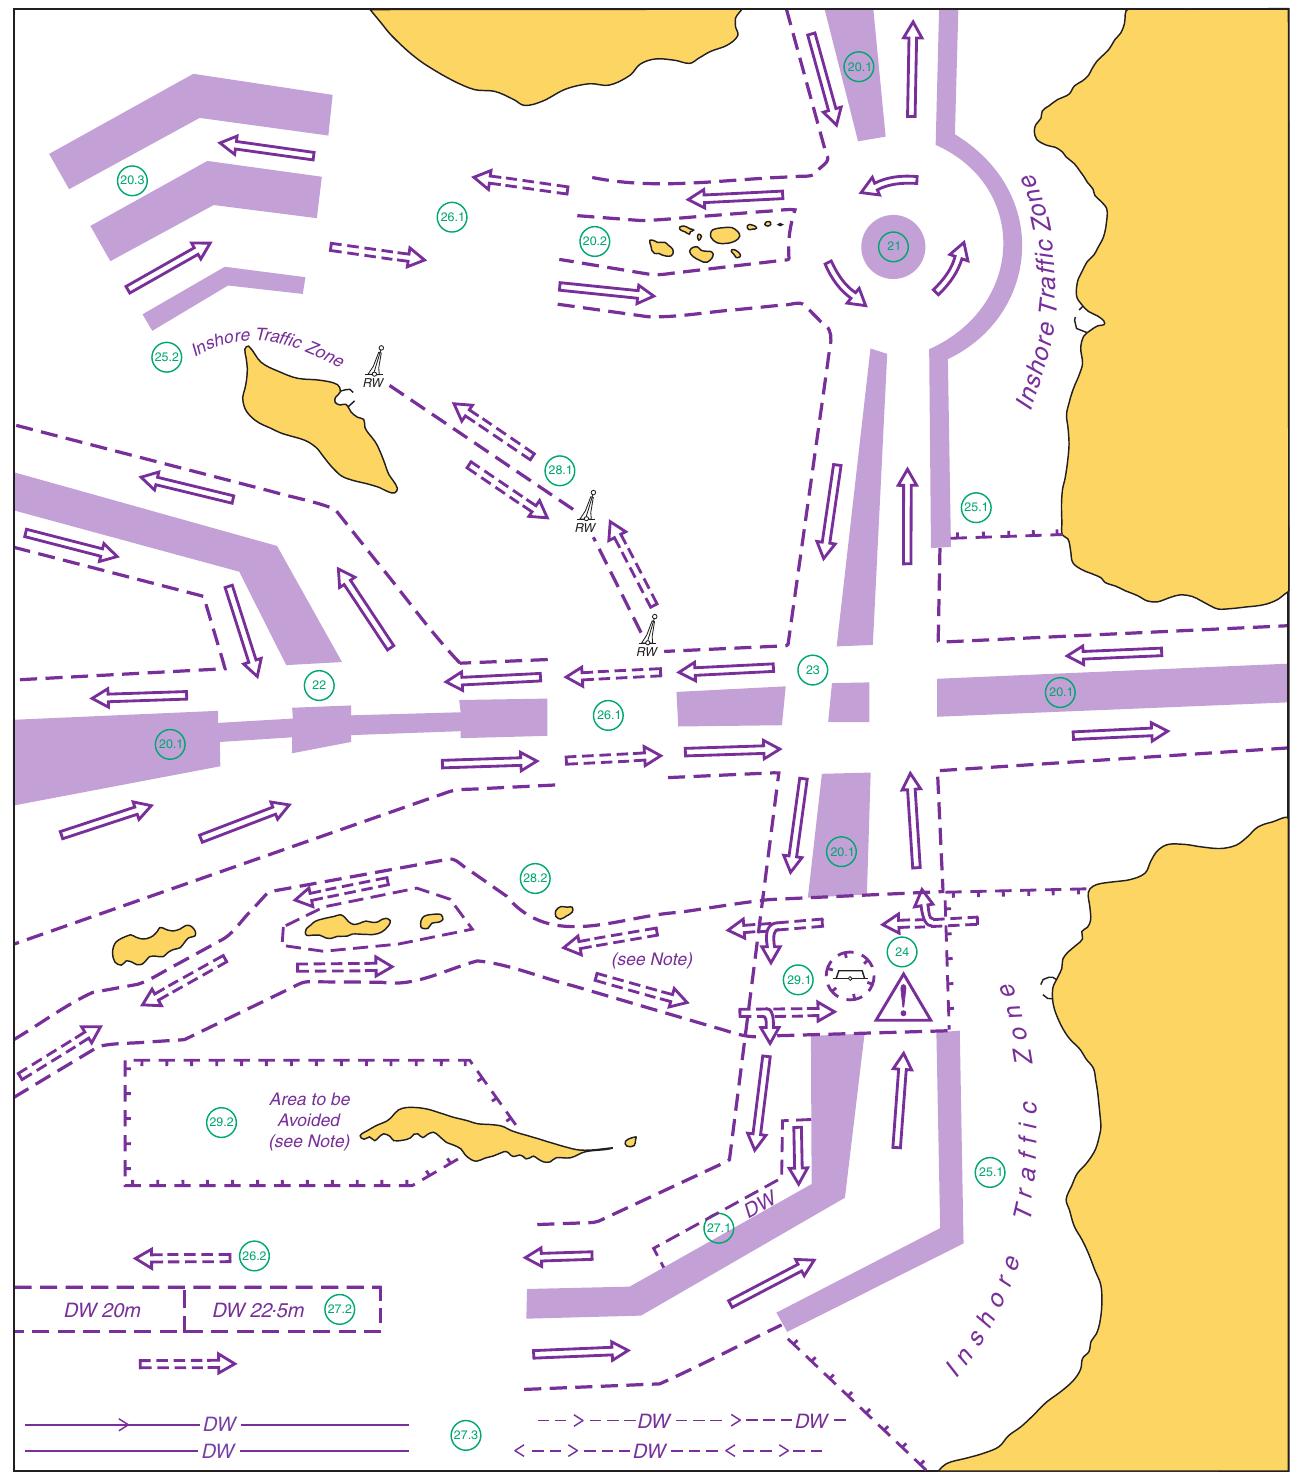 20.1
20.3
26.1
20.2
21
Inshore Traffic Zone
25.2
Inshore Traffic Zone
RW
28.1
RW
25.1
RW
23
22
26.1
20.1
20.1
20.1
28.2
(see Note)
24
29.1
!
Area to be
Avoided
(see Note)
29.2
Inshore Traffic Zone
25.1
DW
27.1
26.2
DW 20m
DW 22·5m
27.2
DW
DW
27.3
DW
DW
DW